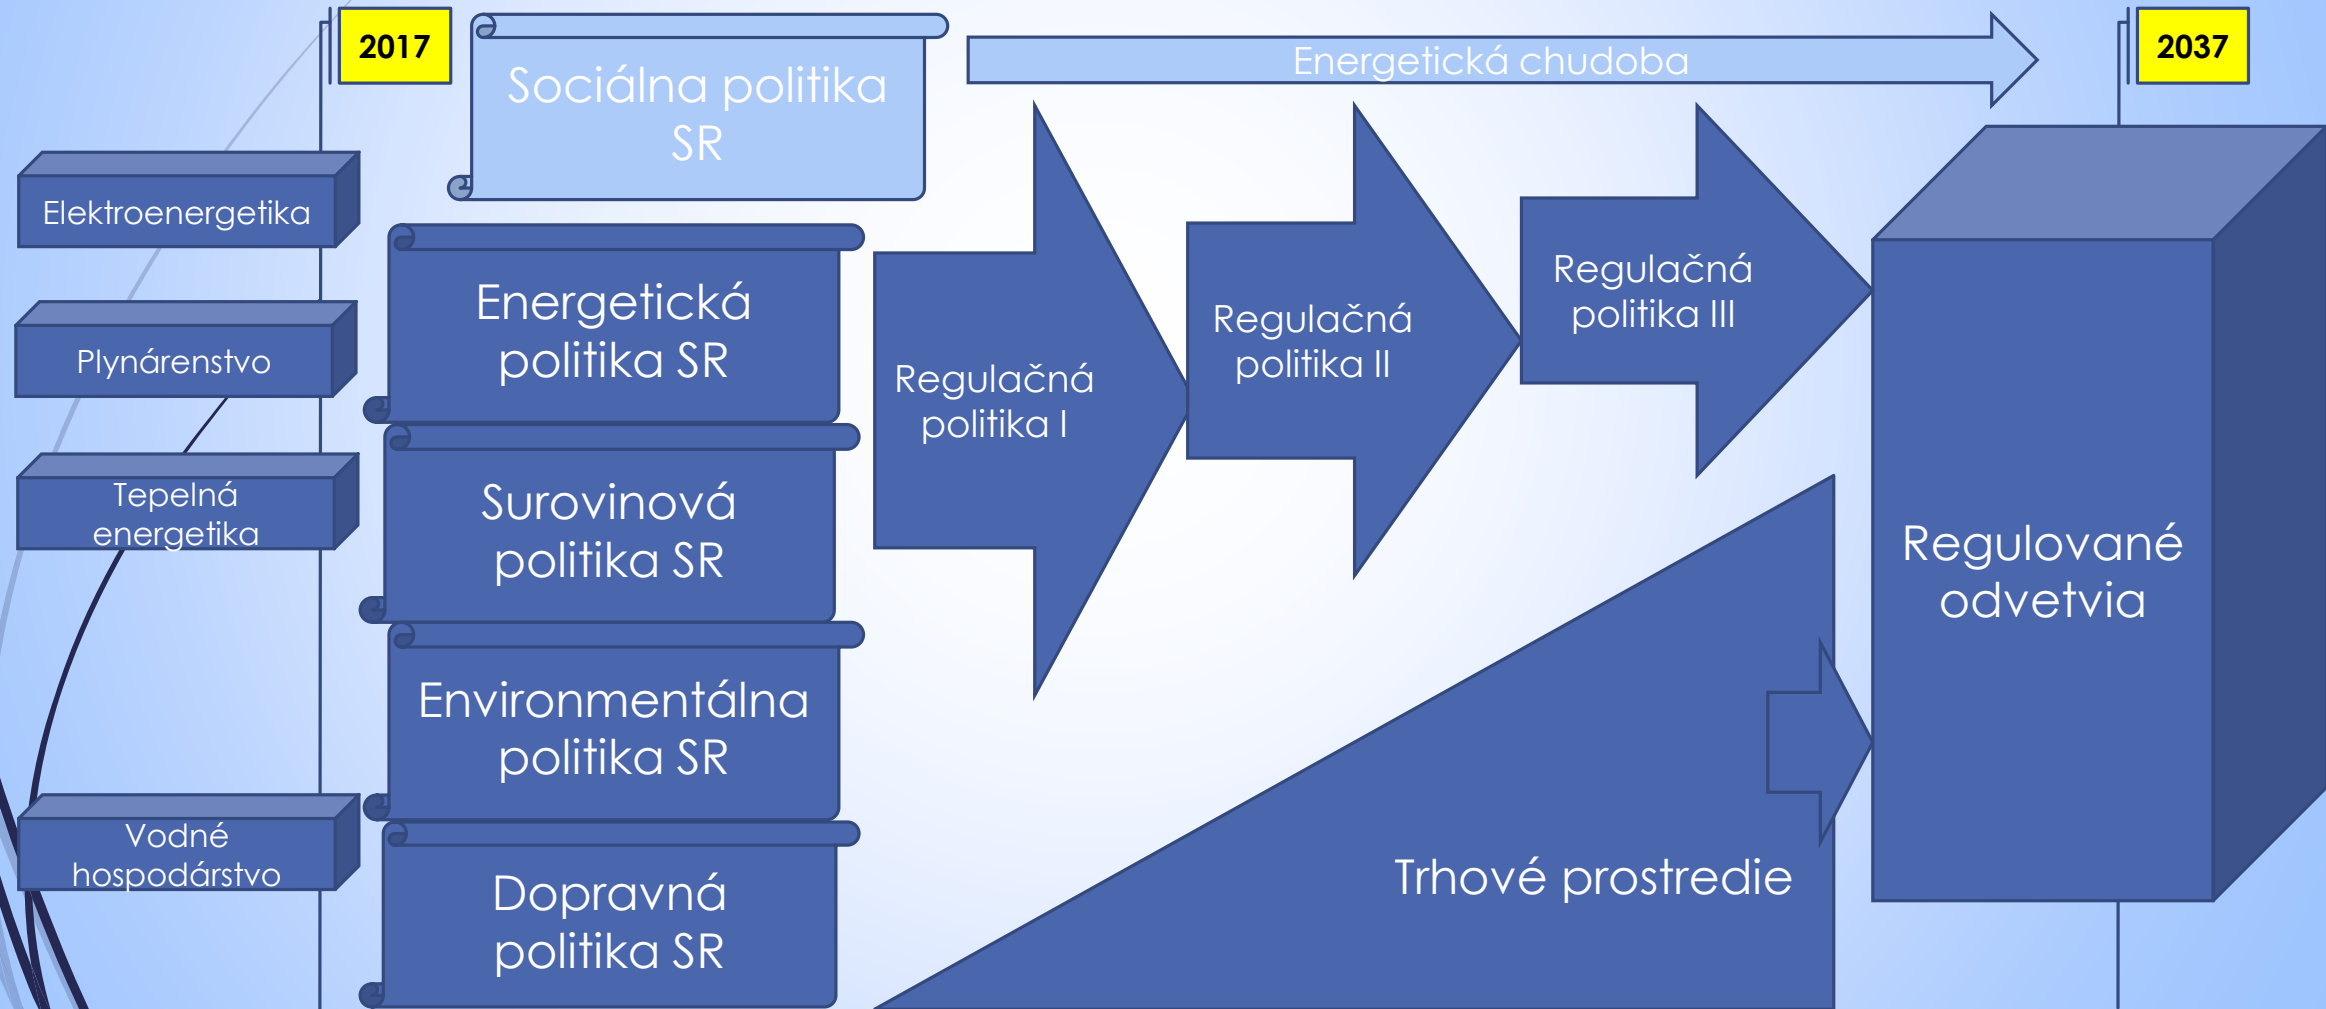 2017
Sociálna politika
SR
Energetická chudoba
2037
Elektroenergetika
Plynárenstvo
Tepelná
energetika
Vodné
hospodárstvo
Energetická
politika SR
Surovinová
politika SR
Environmentálna
politika SR
Dopravná
politika SR
Regulačná
politika I
Regulačná
politika II
Regulačná
politika III
Trhové prostredie
Regulované
odvetvia